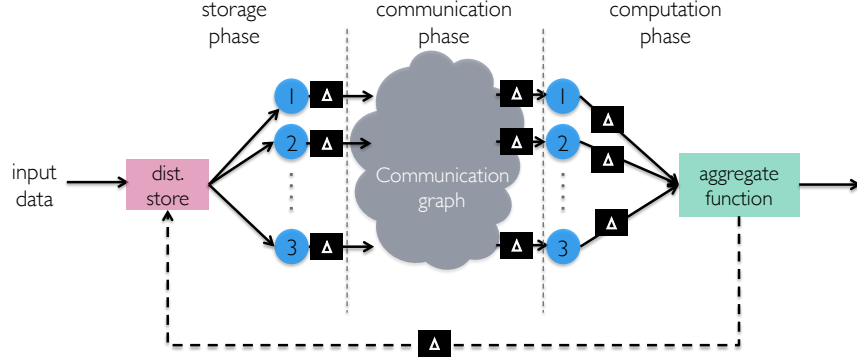 storage
phase
communication
phase
computation
phase
1 Δ Δ 1
Δ
2 Δ Δ 2
Δ
input
data
dist.
store
Communication
graph
aggregate
function
Δ
3 Δ Δ 3
Δ